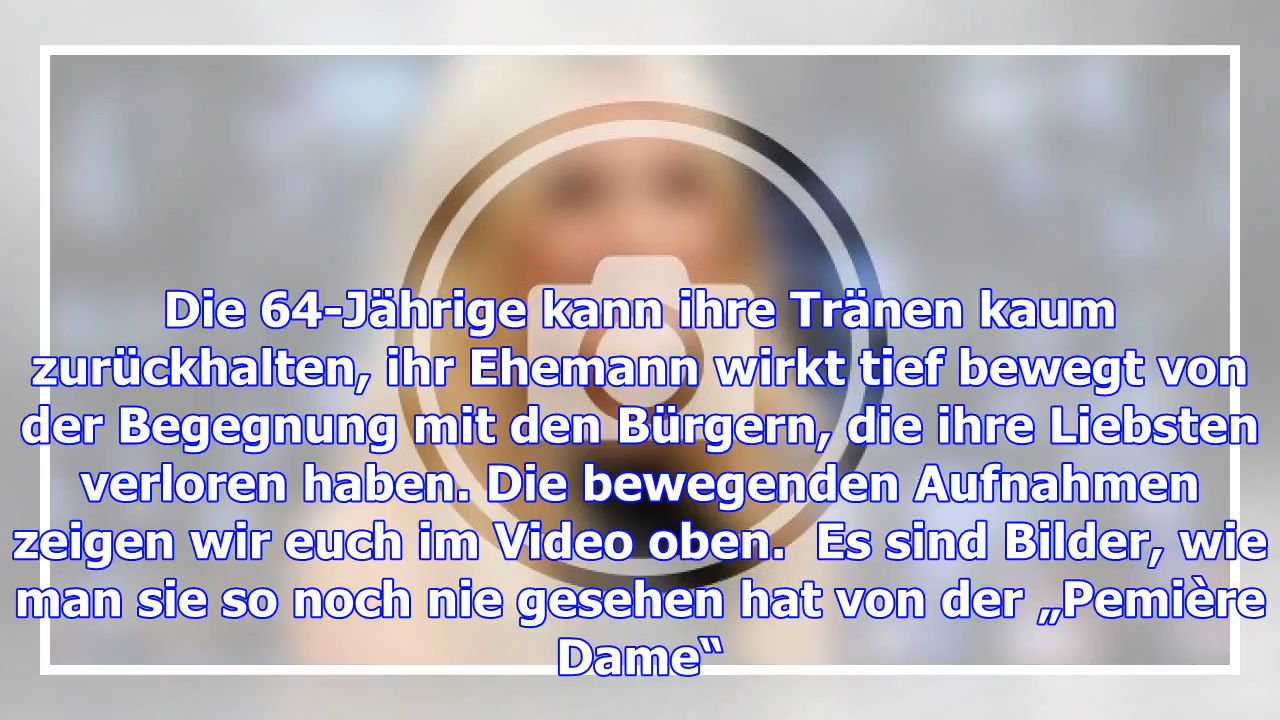 Die 64-Jährige kann ihre Tränen kaum
zurückhalten, ihr Ehemann wirkt tief bewegt von
der Begegnung mit den Bürgern, die ihre Liebsten
verloren haben. Die bewegenden Aufnahmen
zeigen wir euch im Video oben.  Es sind Bilder, wie
man sie so noch nie gesehen hat von der „Pemière
Dame“